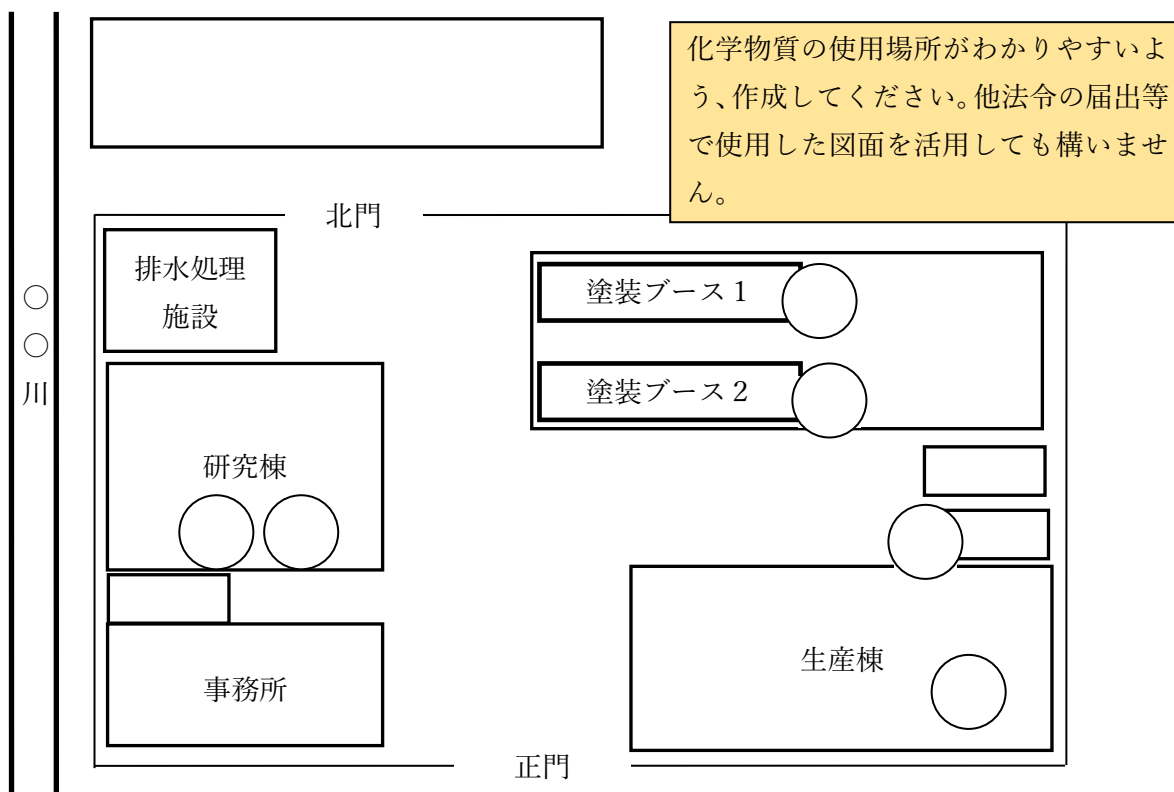 化学物質の使用場所がわかりやすいよ
う、作成してください。他法令の届出等
で使用した図面を活用しても構いませ
ん。
北門
排水処理
施設
塗装ブース１
〇〇川
塗装ブース２
研究棟
生産棟
事務所
正門